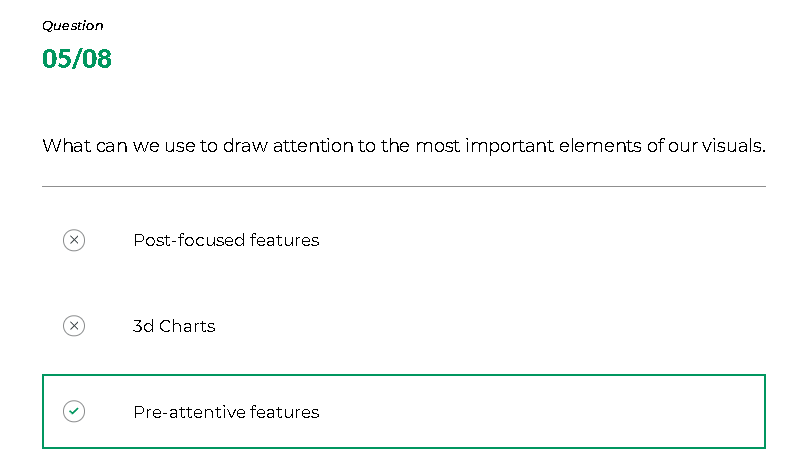 Question
05/08
What can we use to draw attention to the most important elements of our visuals.
Post-focused features
3d Charts
Pre-attentive features